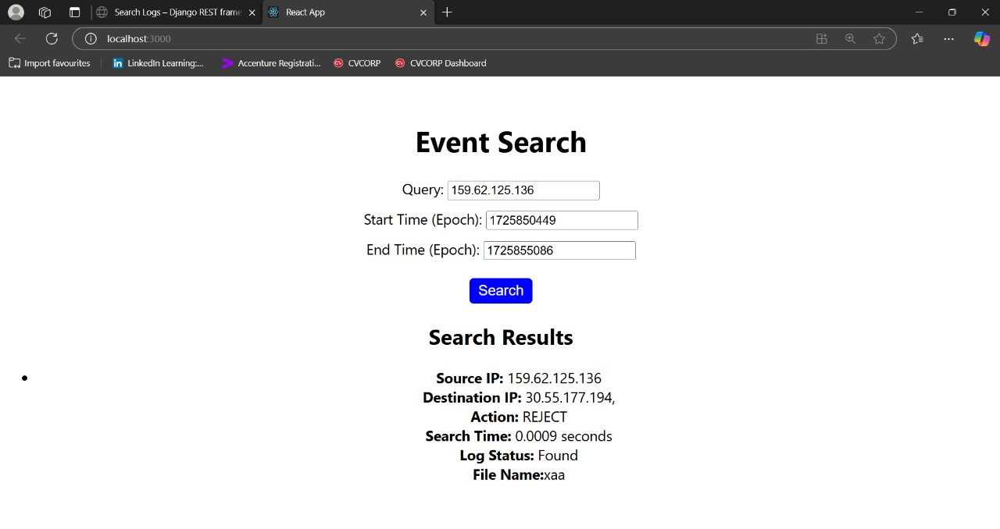 Search Logs – Django REST frame
React App
localhost:3000
Import favourites
LinkedIn Learning:...
Accenture Registrati...
CVCORP
CVCORP Dashboard
Event Search
Query: 159.62.125.136
Start Time (Epoch): 1725850449
End Time (Epoch): 1725855086
Search
Search Results
Source IP: 159.62.125.136
Destination IP: 30.55.177.194,
Action: REJECT
Search Time: 0.0009 seconds
Log Status: Found
File Name:xaa